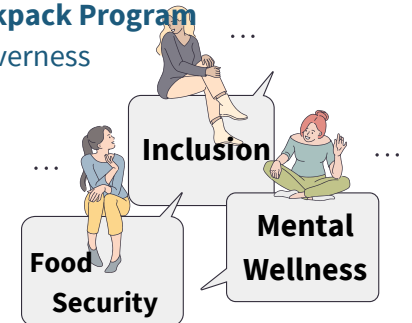 kpack Program
verness
...
Inclusion
...
...
Mental
Wellness
Food
Security